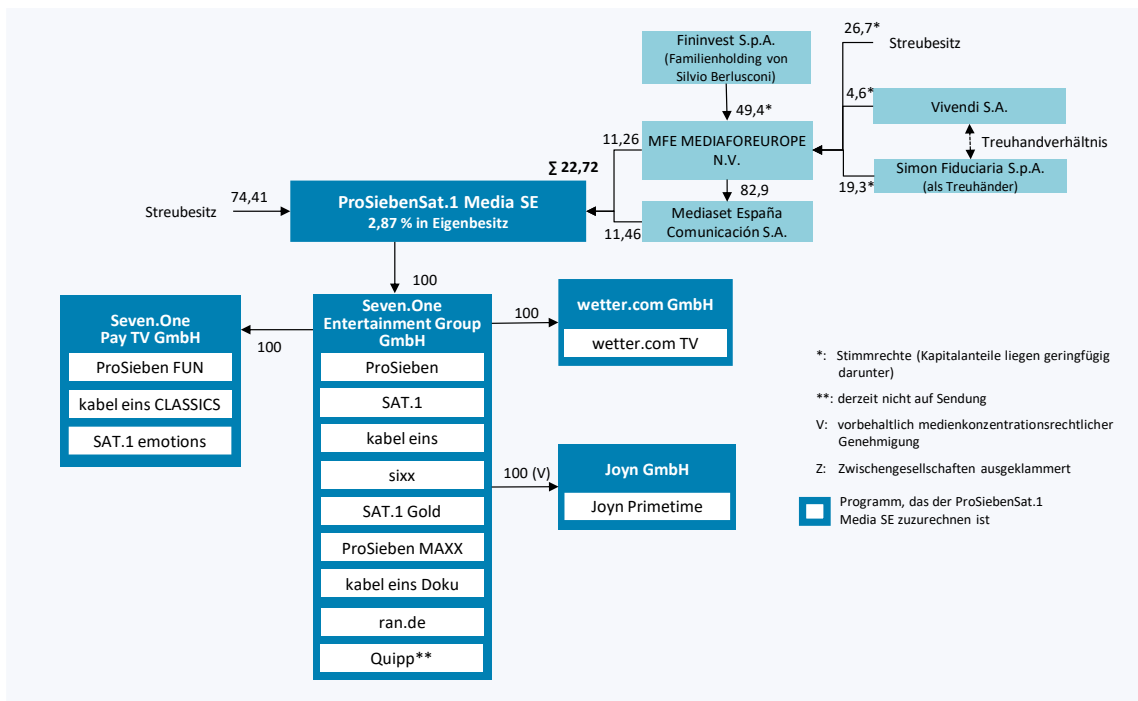 Fininvest S.p.A.
(Familienholding von
Silvio Berlusconi)
26,7*
Streubesitz
49,4*
4,6*
Vivendi S.A.
MFE MEDIAFOREUROPE
N.V.
11,26
Treuhandverhältnis
∑ 22,72
Simon Fiduciaria S.p.A.
(als Treuhänder)
19,3*
82,9
74,41
Streubesitz
ProSiebenSat.1 Media SE
2,87 % in Eigenbesitz
Mediaset España
Comunicación S.A.
11,46
100
Seven.One
Pay TV GmbH
ProSieben FUN
kabel eins CLASSICS
SAT.1 emotions
100
Seven.One
Entertainment Group
GmbH
ProSieben
SAT.1
kabel eins
sixx
SAT.1 Gold
ProSieben MAXX
kabel eins Doku
ran.de
Quipp**
100
wetter.com GmbH
wetter.com TV
100 (V)
Joyn GmbH
Joyn Primetime
*: Stimmrechte (Kapitalanteile liegen geringfügig
darunter)
**: derzeit nicht auf Sendung
V: vorbehaltlich medienkonzentrationsrechtlicher
Genehmigung
Z: Zwischengesellschaften ausgeklammert
Programm, das der ProSiebenSat.1
Media SE zuzurechnen ist